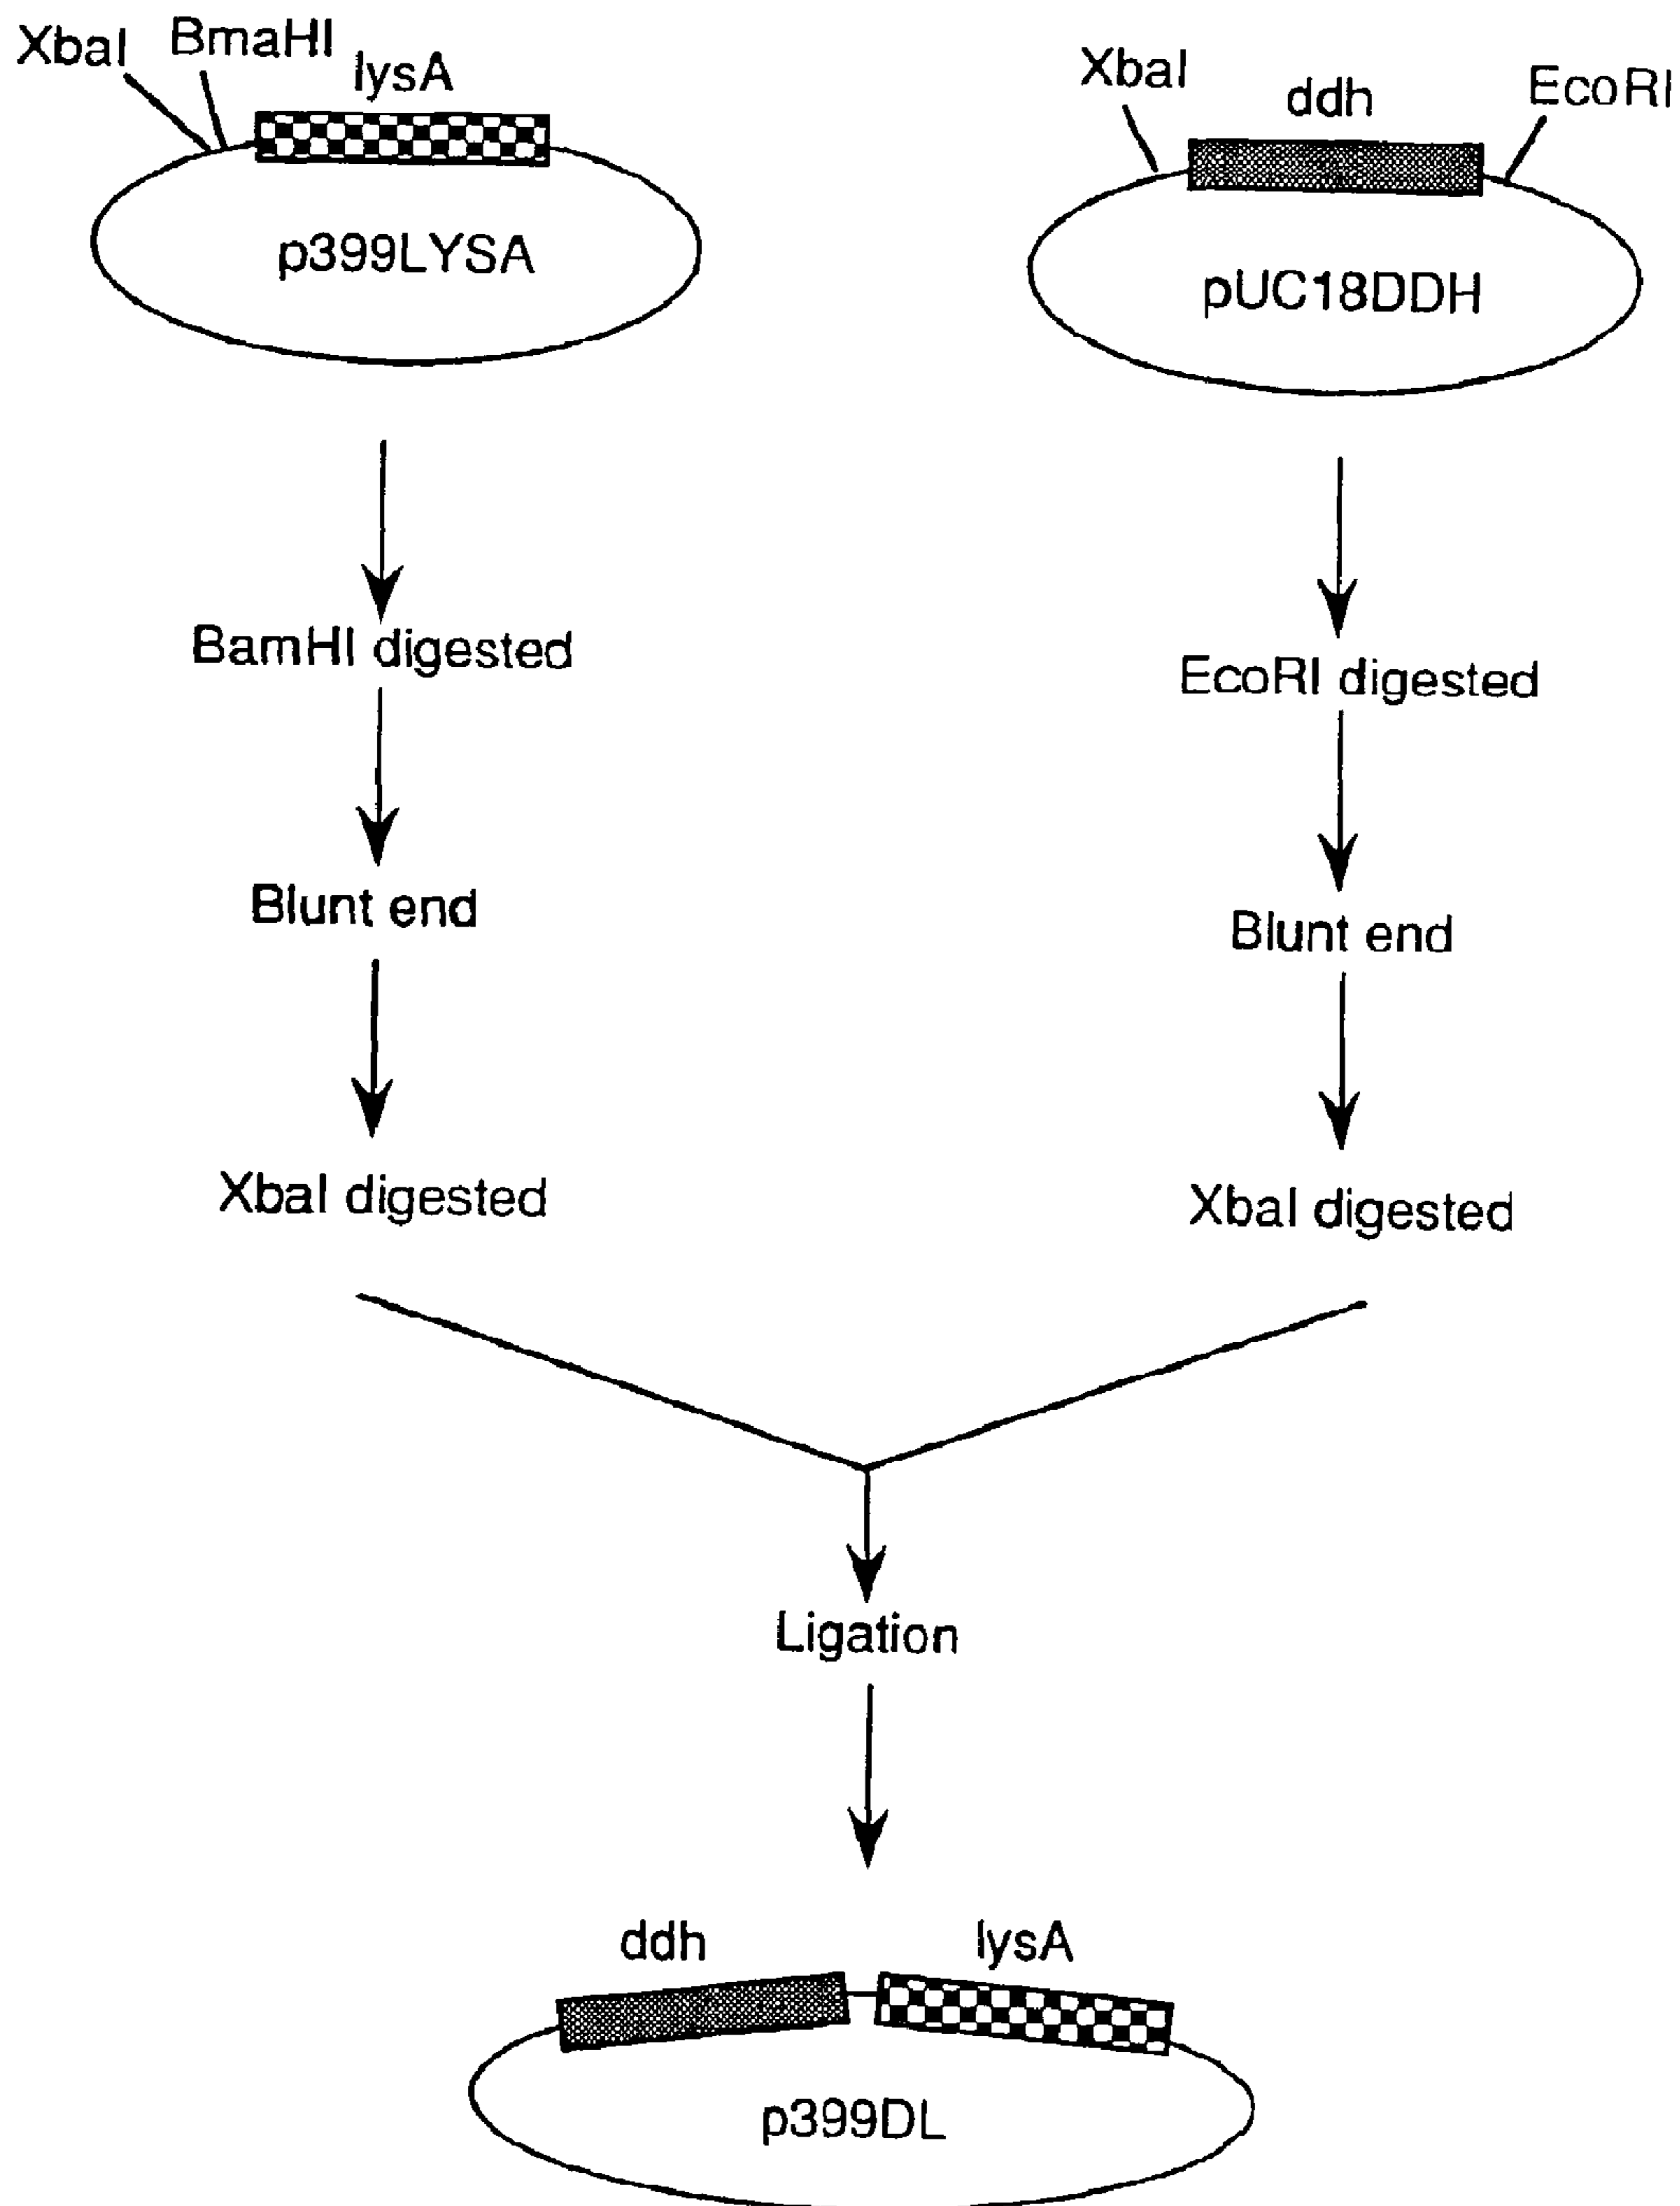 XbaI
BmaHI
lysA
p399LYSA
BamHI digested
Blunt end
XbaI digested
XbaI
ddh
EcoRI
pUC18DDH
EcoRI digested
Blunt end
XbaI digested
Ligation
ddh
lysA
p399DL